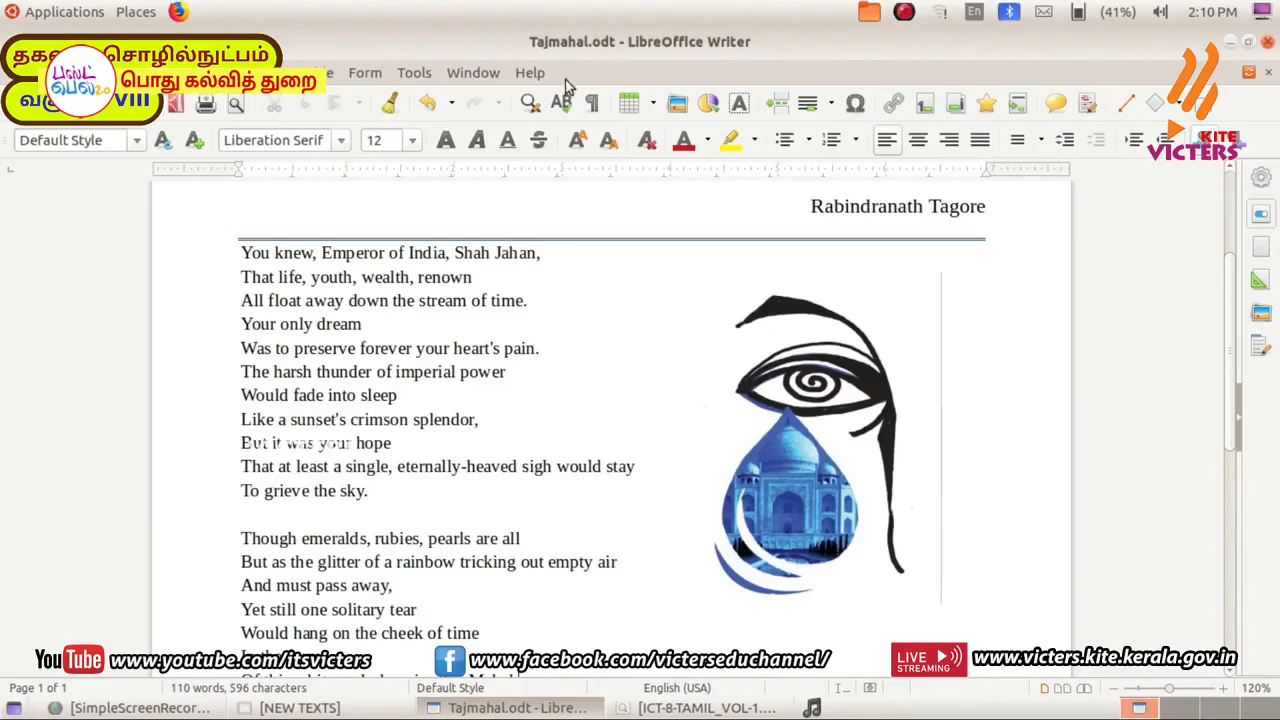 Applications Places En (41%) 2:10 PM
Tajmahal.odt - LibreOffice Writer
Form Tools Window Help
தகவல் பொது கல்வித் துறை
VIII
பஸ்ட் பெல் 2.0
KITE VICTERS
Default Style Liberation Serif 12
Rabindranath Tagore
You knew, Emperor of India, Shah Jahan,
That life, youth, wealth, renown
All float away down the stream of time.
Your only dream
Was to preserve forever your heart's pain.
The harsh thunder of imperial power
Would fade into sleep
Like a sunset's crimson splendor,
But it was your hope
That at least a single, eternally-heaved sigh would stay
To grieve the sky.
Though emeralds, rubies, pearls are all
But as the glitter of a rainbow tricking out empty air
And must pass away,
Yet still one solitary tear
Would hang on the cheek of time
YouTube www.youtube.com/itsvicters
www.facebook.com/victerseduchannel/
LIVE STREAMING www.victers.kite.kerala.gov.in
Page 1 of 1 110 words, 596 characters Default Style English (USA) 120%
[SimpleScreenRecor... [NEW TEXTS] Tajmahal.odt - Libre... [ICT-8-TAMIL_VOL-1....